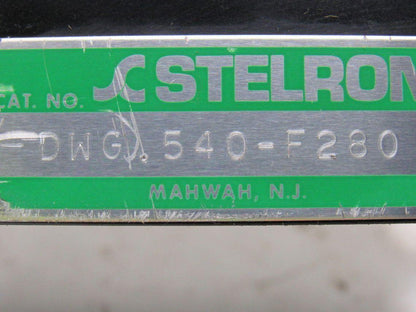 STELRON
CAT. NO.
DWG. 540-F280
MAHWAH, N.J.